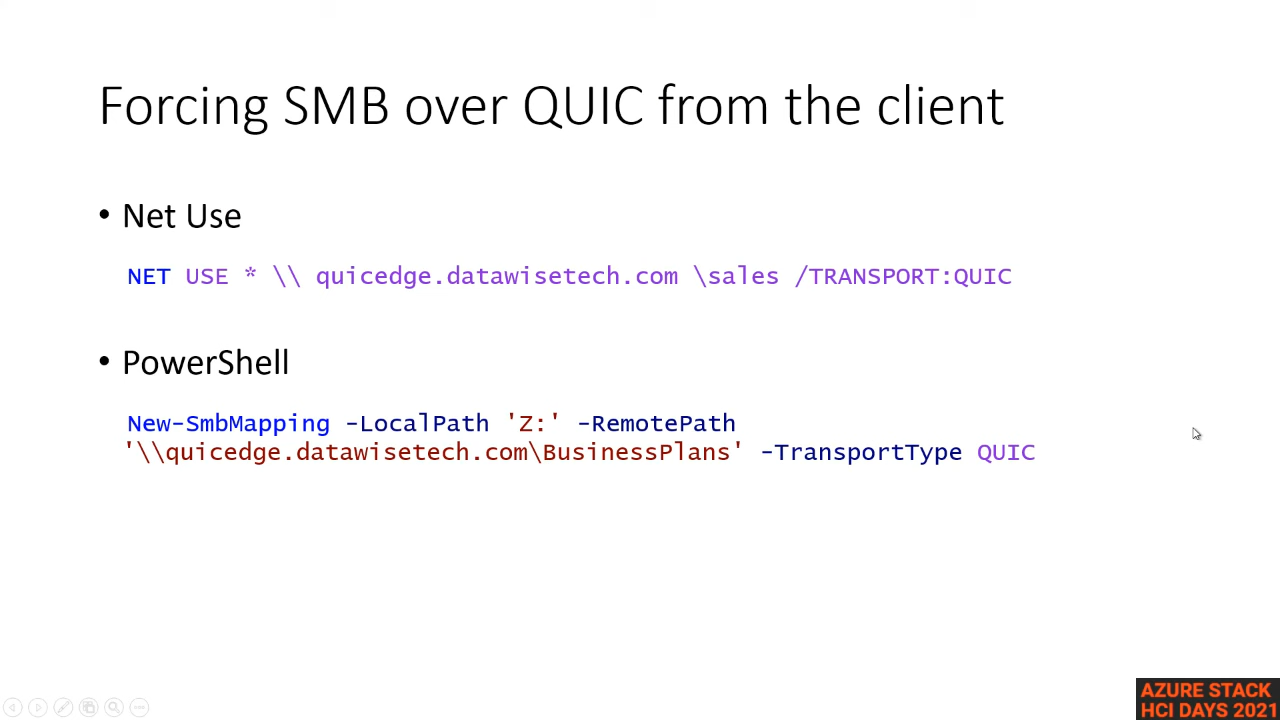 Forcing SMB over QUIC from the client
• Net Use
NET USE * \\ quicedge.datawisetech.com \sales /TRANSPORT:QUIC
• PowerShell
New-SmbMapping -LocalPath 'Z:' -RemotePath
'\\quicedge.datawisetech.com\BusinessPlans' -TransportType QUIC
AZURE STACK
HCI DAYS 2021